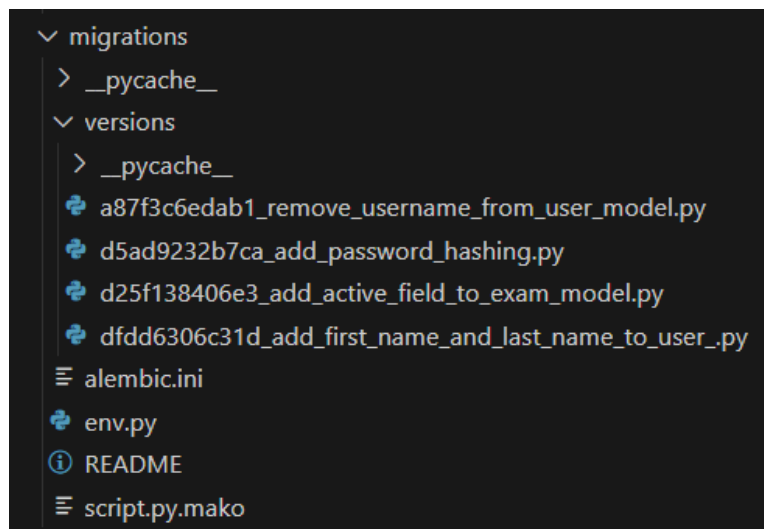 migrations
__pycache__
versions
__pycache__
a87f3c6edab1_remove_username_from_user_model.py
d5ad9232b7ca_add_password_hashing.py
d25f138406e3_add_active_field_to_exam_model.py
dfdd6306c31d_add_first_name_and_last_name_to_user_.py
alembic.ini
env.py
README
script.py.mako